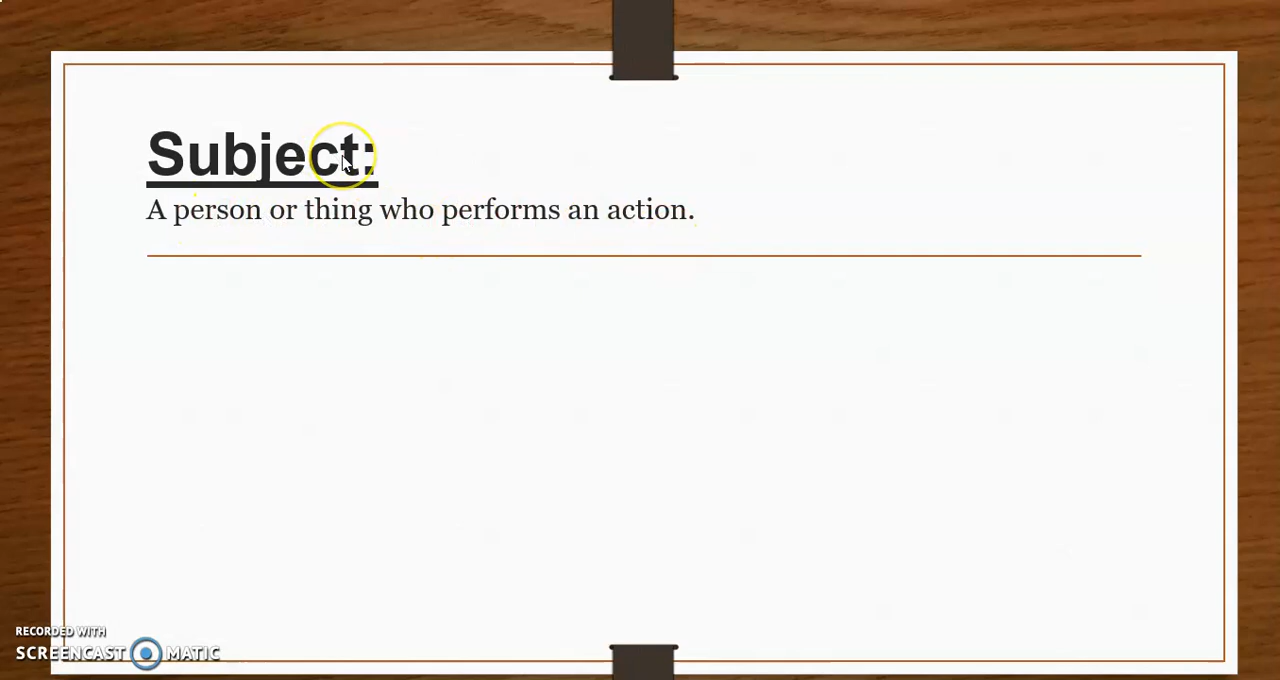 Subject:
A person or thing who performs an action.
RECORDED WITH
SCREENCAST MATIC